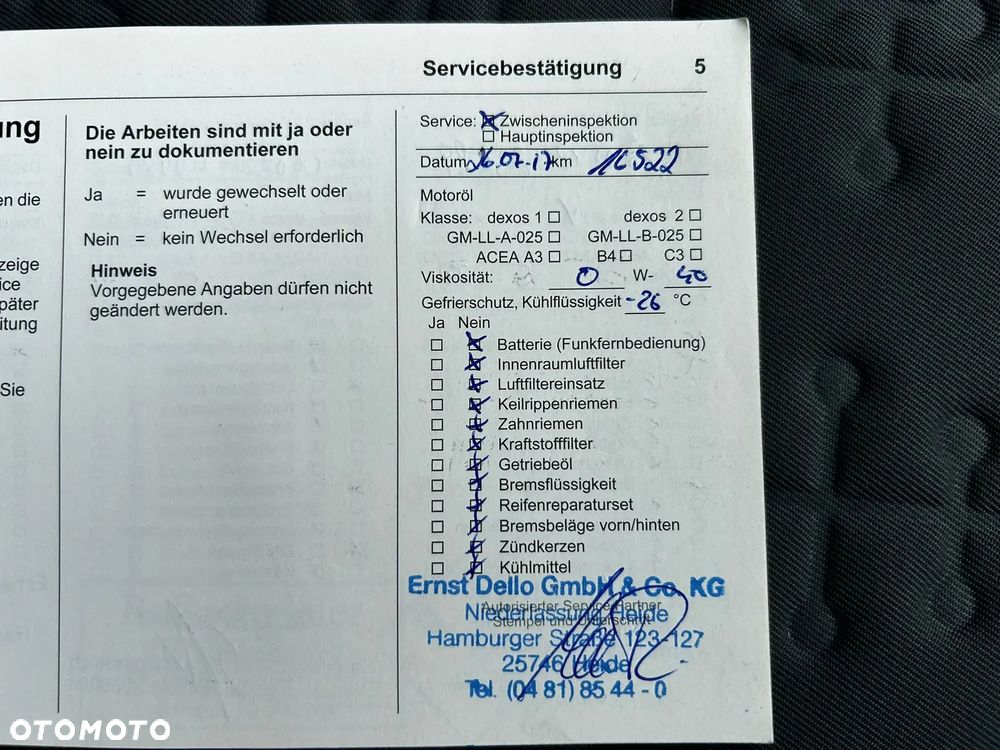 Servicebestätigung 5
ung
en die
zeige
ice
päter
itung
Sie
Die Arbeiten sind mit ja oder
nein zu dokumentieren
Ja = wurde gewechselt oder
erneuert
Nein = kein Wechsel erforderlich
Hinweis
Vorgegebene Angaben dürfen nicht
geändert werden.
Service: Zwischeninspektion
Hauptinspektion
Datum 26.07.17 km 16522
Motoröl
Klasse: dexos 1 dexos 2
GM-LL-A-025 GM-LL-B-025
ACEA A3 B4 C3
Viskosität: 0 W- 40
Gefrierschutz, Kühlflüssigkeit -26 °C
Ja Nein
Batterie (Funkfernbedienung)
Innenraumluftfilter
Luftfiltereinsatz
Keilrippenriemen
Zahnriemen
Kraftstofffilter
Getriebeöl
Bremsflüssigkeit
Reifenreparaturset
Bremsbeläge vorn/hinten
Zündkerzen
Kühlmittel
Ernst Dello GmbH & Co. KG
Autorisierter Service Partner
Niederlassung Heide
Stempel und Unterschrift
Hamburger Straße 123-127
25746 Heide
Tel. (04 81) 85 44 - 0
OTOMOTO